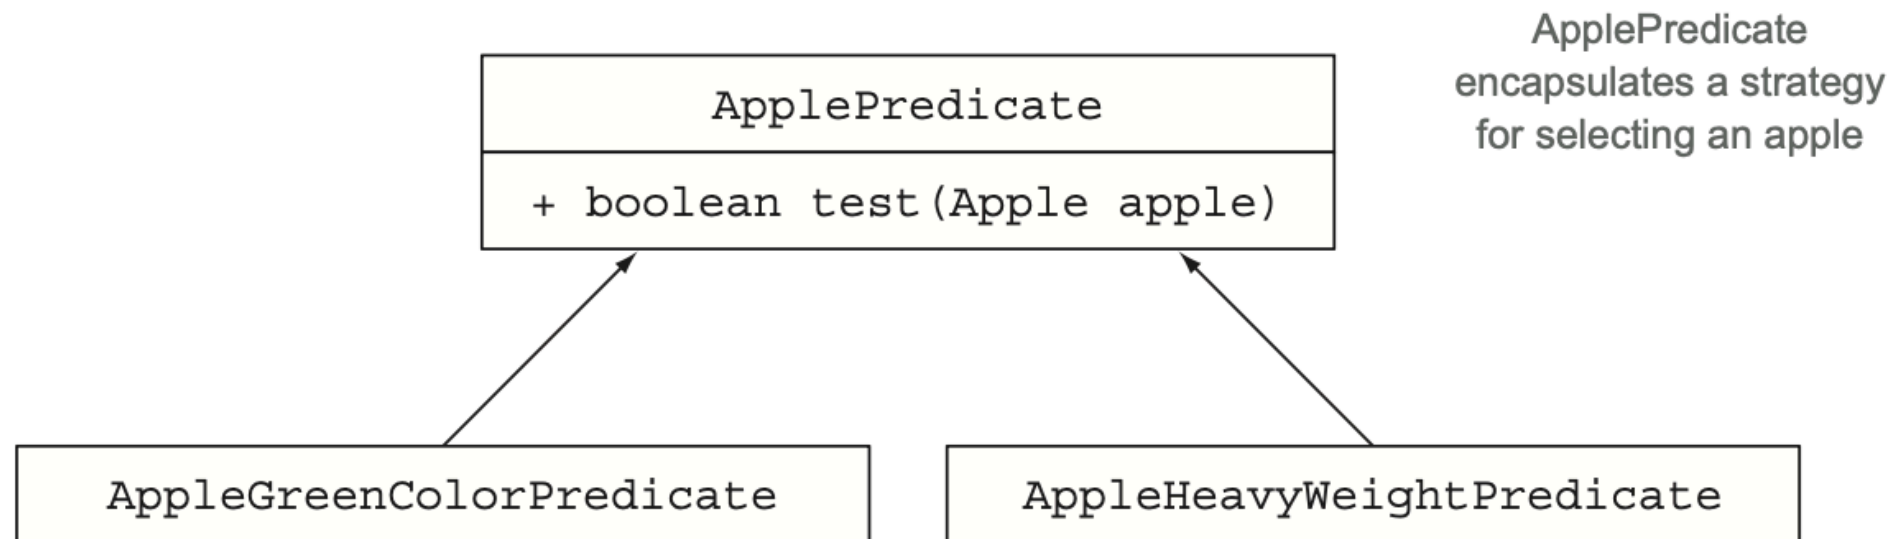 ApplePredicate
+ boolean test(Apple apple)
ApplePredicate
encapsulates a strategy
for selecting an apple
AppleGreenColorPredicate
AppleHeavyWeightPredicate